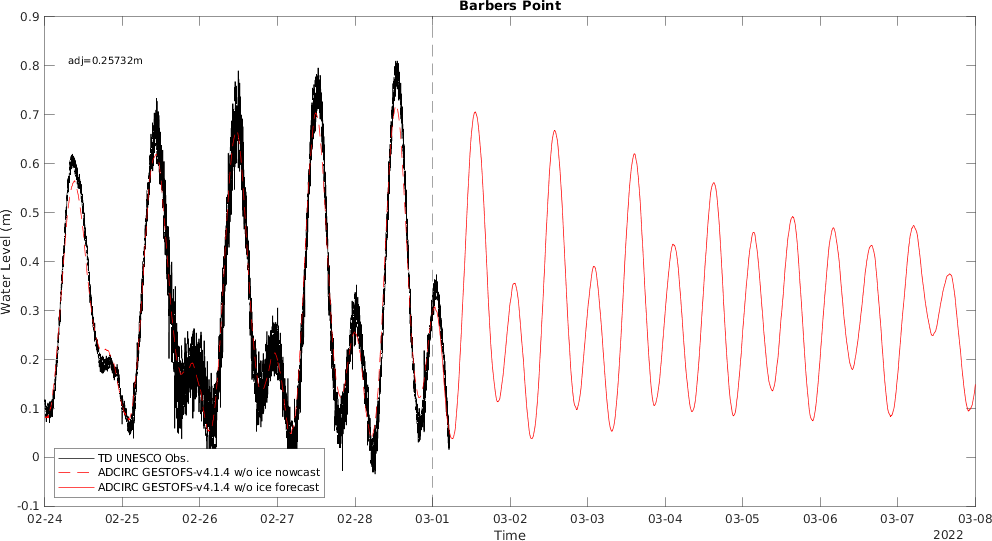 Barbers Point
adj=0.25732m
0.9
0.8
0.7
0.6
0.5
0.4
0.3
0.2
0.1
0
-0.1
Water Level (m)
TD UNESCO Obs.
ADCIRC GESTOFS-v4.1.4 w/o ice nowcast
ADCIRC GESTOFS-v4.1.4 w/o ice forecast
02-24 02-25 02-26 02-27 02-28 03-01 03-02 03-03 03-04 03-05 03-06 03-07 03-08
Time
2022